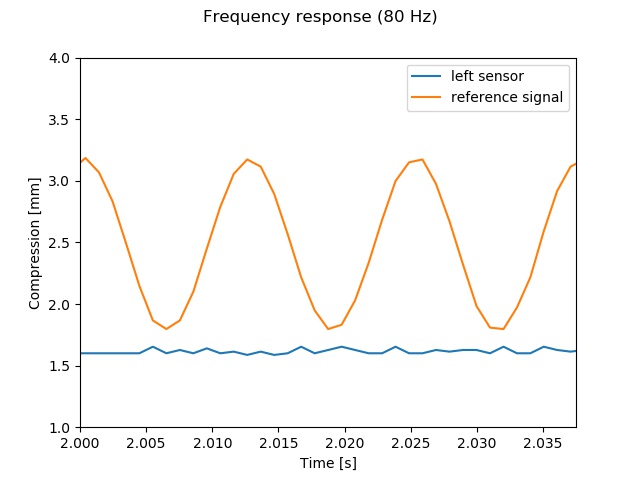 Frequency response (80 Hz)
4.0
left sensor
reference signal
3.5
3.0
2.5
2.0
1.5
1.0
Compression [mm]
2.000 2.005 2.010 2.015 2.020 2.025 2.030 2.035
Time [s]